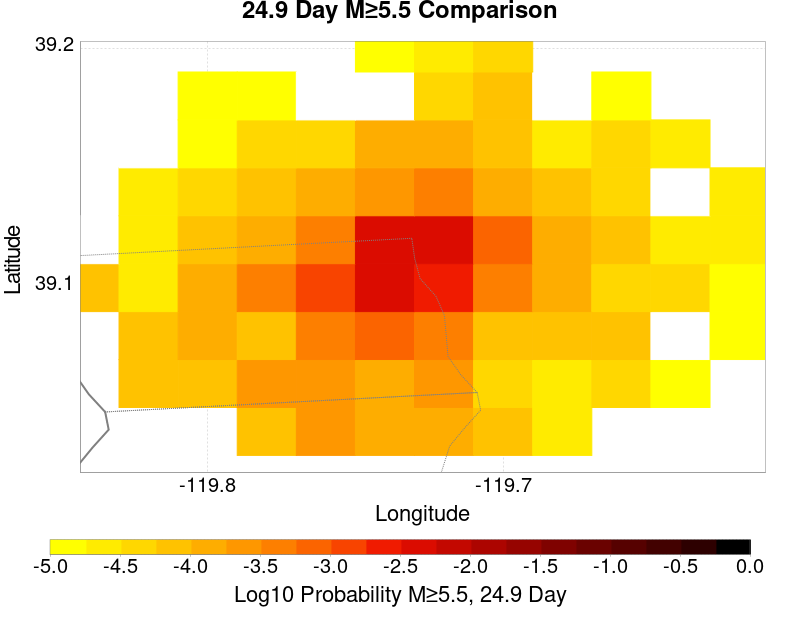 24.9 Day M≥5.5 Comparison
39.2
39.1
Latitude
-119.8 -119.7
Longitude
-5.0 -4.5 -4.0 -3.5 -3.0 -2.5 -2.0 -1.5 -1.0 -0.5 0.0
Log10 Probability M≥5.5, 24.9 Day